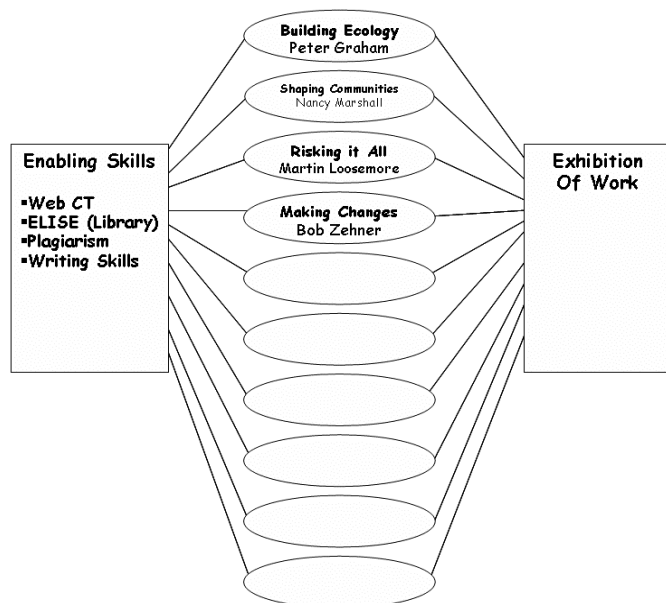 Building Ecology
Peter Graham
Shaping Communities
Nancy Marshall
Risking it All
Martin Loosemore
Making Changes
Bob Zehner
Enabling Skills
▪Web CT
▪ELISE (Library)
▪Plagiarism
▪Writing Skills
Exhibition
Of Work